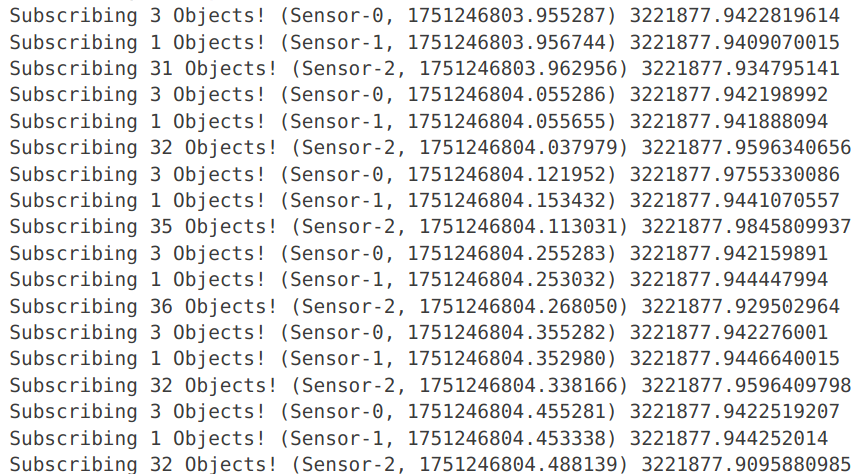 Subscribing 3 Objects! (Sensor-0, 1751246803.955287) 3221877.9422819614
Subscribing 1 Objects! (Sensor-1, 1751246803.956744) 3221877.9409070015
Subscribing 31 Objects! (Sensor-2, 1751246803.962956) 3221877.934795141
Subscribing 3 Objects! (Sensor-0, 1751246804.055286) 3221877.942198992
Subscribing 1 Objects! (Sensor-1, 1751246804.055655) 3221877.941888094
Subscribing 32 Objects! (Sensor-2, 1751246804.037979) 3221877.9596340656
Subscribing 3 Objects! (Sensor-0, 1751246804.121952) 3221877.9755330086
Subscribing 1 Objects! (Sensor-1, 1751246804.153432) 3221877.9441070557
Subscribing 35 Objects! (Sensor-2, 1751246804.113031) 3221877.9845809937
Subscribing 3 Objects! (Sensor-0, 1751246804.255283) 3221877.942159891
Subscribing 1 Objects! (Sensor-1, 1751246804.253032) 3221877.944447994
Subscribing 36 Objects! (Sensor-2, 1751246804.268050) 3221877.929502964
Subscribing 3 Objects! (Sensor-0, 1751246804.355282) 3221877.942276001
Subscribing 1 Objects! (Sensor-1, 1751246804.352980) 3221877.9446640015
Subscribing 32 Objects! (Sensor-2, 1751246804.338166) 3221877.9596409798
Subscribing 3 Objects! (Sensor-0, 1751246804.455281) 3221877.9422519207
Subscribing 1 Objects! (Sensor-1, 1751246804.453338) 3221877.944252014
Subscribing 32 Objects! (Sensor-2, 1751246804.488139) 3221877.9095880985